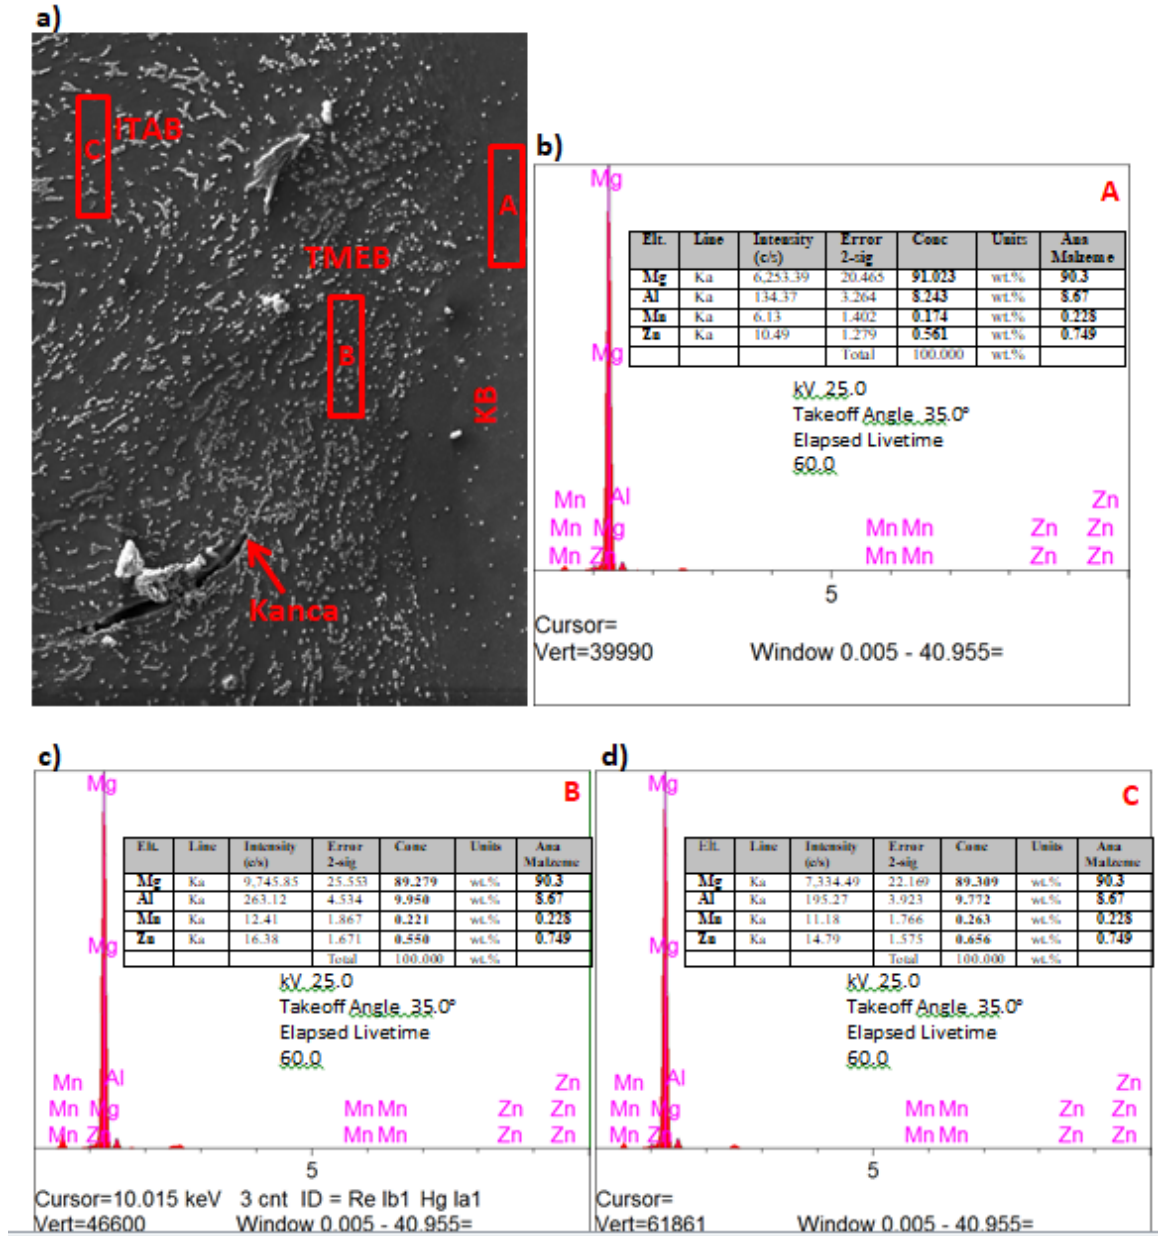 a)
C ITAB
A
TMEB
B
KB
Kanca
b)
Mg
A
Elt. Line Intensity (c/s) Error 2-sig Conc Units Ana Malzeme
Mg Ka 6,253.39 20.465 91.023 wt.% 90.3
Al Ka 134.37 3.264 8.243 wt.% 8.67
Mn Ka 6.13 1.402 0.174 wt.% 0.228
Zn Ka 10.49 1.279 0.561 wt.% 0.749
Total 100.000 wt.%
Mg
kV 25.0
Takeoff Angle 35.0°
Elapsed Livetime
60.0
Mn Al Zn
Mn Mg Mn Mn Zn Zn
Mn Zn Mn Mn Zn Zn
5
Cursor=
Vert=39990 Window 0.005 - 40.955=
c)
Mg
B
Elt. Line Intensity (c/s) Error 2-sig Conc Units Ana Malzeme
Mg Ka 9,745.85 25.553 89.279 wt.% 90.3
Al Ka 263.12 4.534 9.950 wt.% 8.67
Mn Ka 12.41 1.867 0.221 wt.% 0.228
Zn Ka 16.38 1.671 0.550 wt.% 0.749
Total 100.000 wt.%
Mg
kV 25.0
Takeoff Angle 35.0°
Elapsed Livetime
60.0
Mn Al Zn
Mn Mg Mn Mn Zn Zn
Mn Zn Mn Mn Zn Zn
5
Cursor=10.015 keV 3 cnt ID = Re lb1 Hg la1
Vert=46600 Window 0.005 - 40.955=
d)
Mg
C
Elt. Line Intensity (c/s) Error 2-sig Conc Units Ana Malzeme
Mg Ka 7,334.49 22.169 89.309 wt.% 90.3
Al Ka 195.27 3.923 9.772 wt.% 8.67
Mn Ka 11.18 1.766 0.263 wt.% 0.228
Zn Ka 14.79 1.575 0.656 wt.% 0.749
Total 100.000 wt.%
Mg
kV 25.0
Takeoff Angle 35.0°
Elapsed Livetime
60.0
Mn Al Zn
Mn Mg Mn Mn Zn Zn
Mn Zn Mn Mn Zn Zn
5
Cursor=
Vert=61861 Window 0.005 - 40.955=